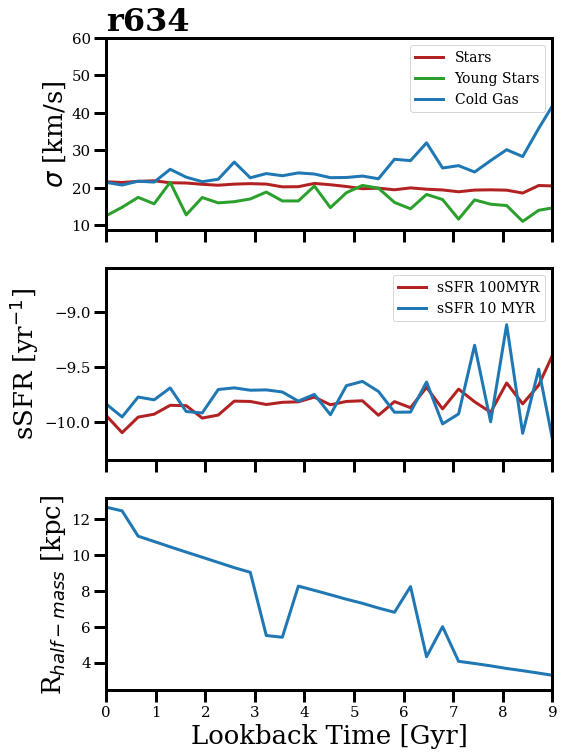 r634
60
50
40
30
20
10
σ [km/s]
Stars
Young Stars
Cold Gas
−9.0
−9.5
−10.0
sSFR [yr⁻¹]
sSFR 100MYR
sSFR 10 MYR
12
10
8
6
4
R_{half−mass} [kpc]
0 1 2 3 4 5 6 7 8 9
Lookback Time [Gyr]